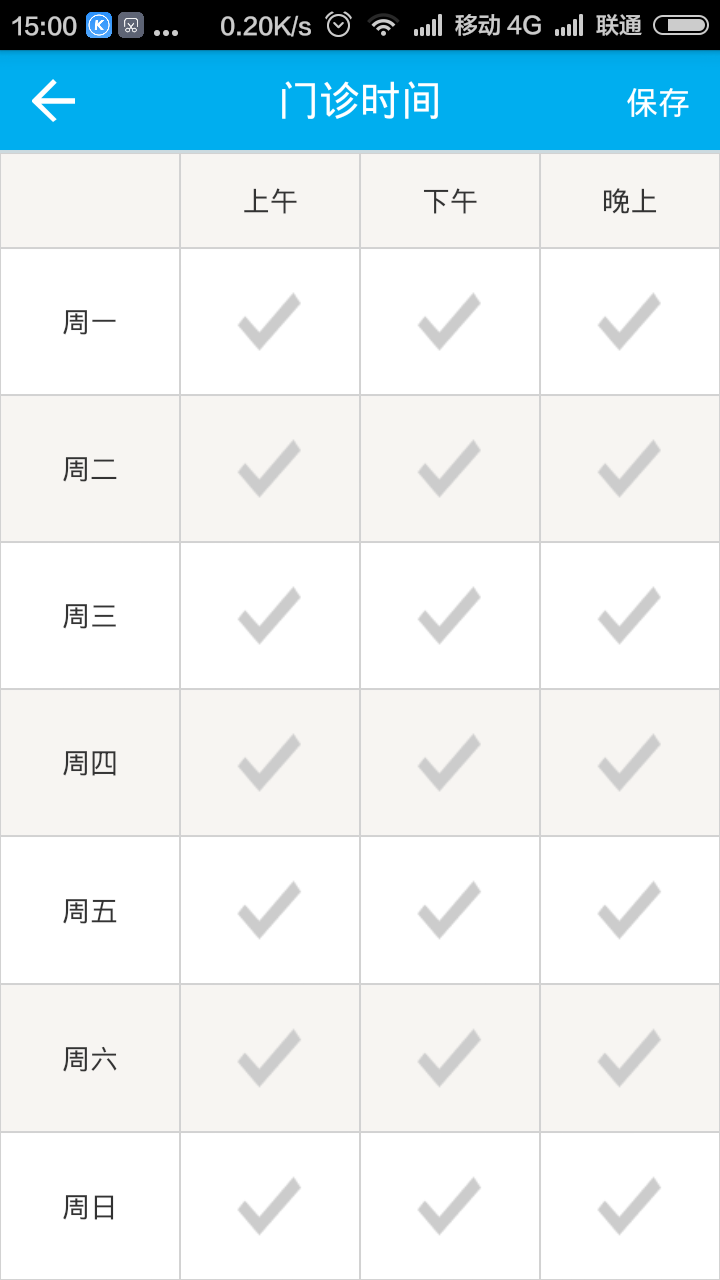 15:00 K ... 0.20K/s 移动 4G 联通
门诊时间 保存
上午 下午 晚上
周一
周二
周三
周四
周五
周六
周日